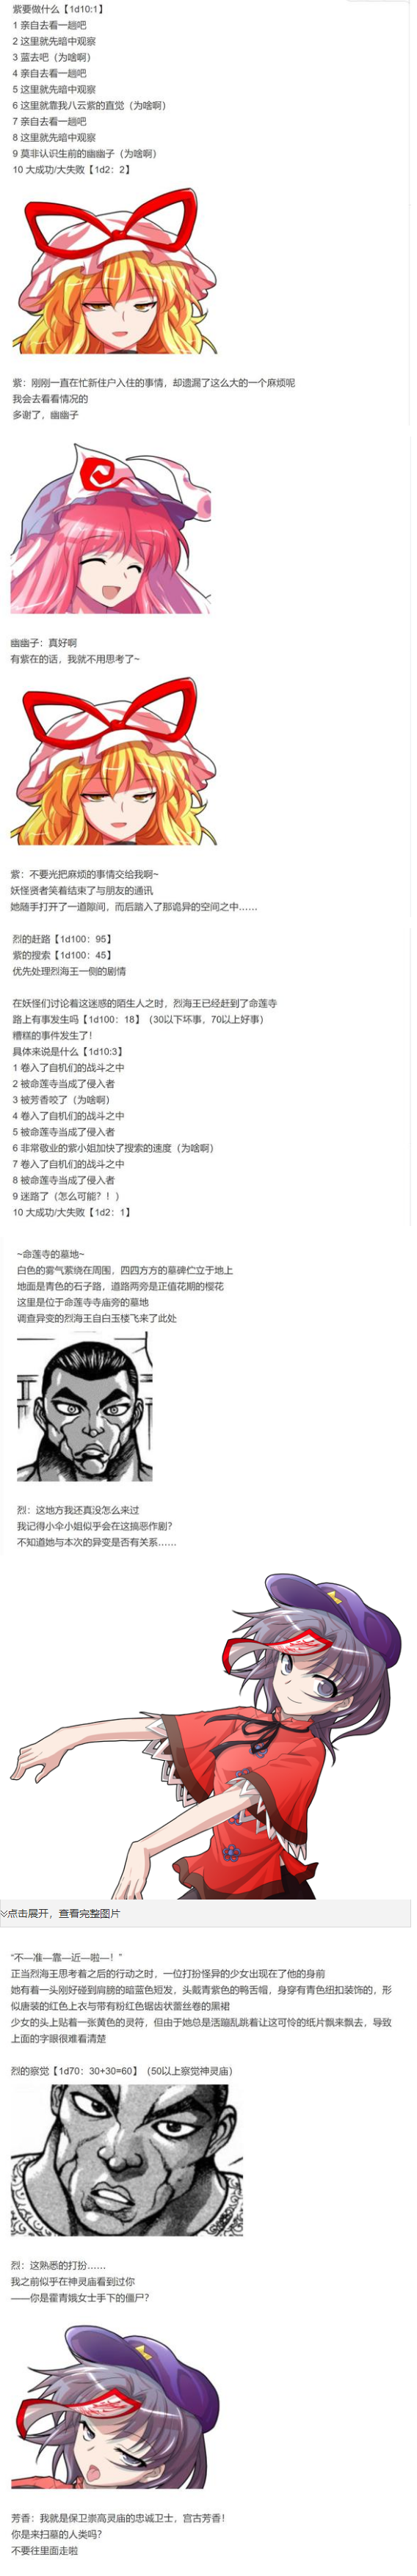 紫要做什么【1d10:1】
1 亲自去看一趟吧
2 这里就先暗中观察
3 蓝去吧（为啥啊）
4 亲自去看一趟吧
5 这里就先暗中观察
6 这里就靠我八云紫的直觉（为啥啊）
7 亲自去看一趟吧
8 这里就先暗中观察
9 莫非认识生前的幽幽子（为啥啊）
10 大成功/大失败【1d2：2】
紫：刚刚一直在忙新住户入住的事情，却遗漏了这么大的一个麻烦呢
我会去看看情况的
多谢了，幽幽子
幽幽子：真好啊
有紫在的话，我就不用思考了~
紫：不要光把麻烦的事情交给我啊~
妖怪贤者笑着结束了与朋友的通讯
她随手打开了一道隙间，而后踏入了那诡异的空间之中……
烈的赶路【1d100：95】
紫的搜索【1d100：45】
优先处理烈海王一侧的剧情
在妖怪们讨论着这迷惑的陌生人之时，烈海王已经赶到了命莲寺
路上有事发生吗【1d100：18】（30以下坏事，70以上好事）
糟糕的事件发生了！
具体来说是什么【1d10:3】
1 卷入了自机们的战斗之中
2 被命莲寺当成了侵入者
3 被芳香咬了（为啥啊）
4 卷入了自机们的战斗之中
5 被命莲寺当成了侵入者
6 非常敬业的紫小姐加快了搜索的速度（为啥啊）
7 卷入了自机们的战斗之中
8 被命莲寺当成了侵入者
9 迷路了（怎么可能？！）
10 大成功/大失败【1d2：1】
~命莲寺的墓地~
白色的雾气萦绕在周围，四四方方的墓碑伫立于地上
地面是青色的石子路，道路两旁是正值花期的樱花
这里是位于命莲寺寺庙旁的墓地
调查异变的烈海王自白玉楼飞来了此处
烈：这地方我还真没怎么来过
我记得小伞小姐似乎会在这搞恶作剧？
不知道她与本次的异变是否有关系……
点击展开，查看完整图片
“不—准—靠—近—啦—！”
正当烈海王思考着之后的行动之时，一位打扮怪异的少女出现在了他的身前
她有着一头刚好碰到肩膀的暗蓝色短发，头戴青紫色的鸭舌帽，身穿有青色纽扣装饰的，形
似唐装的红色上衣与带有粉红色锯齿状蕾丝卷的黑裙
少女的头上贴着一张黄色的灵符，但由于她总是活蹦乱跳着让这可怜的纸片飘来飘去，导致
上面的字眼很难看清楚
烈的察觉【1d70：30+30=60】（50以上察觉神灵庙）
烈：这熟悉的打扮……
我之前似乎在神灵庙看到过你
——你是霍青娥女士手下的僵尸？
芳香：我就是保卫崇高灵庙的忠诚卫士，宫古芳香！
你是来扫墓的人类吗？
不要往里面走啦